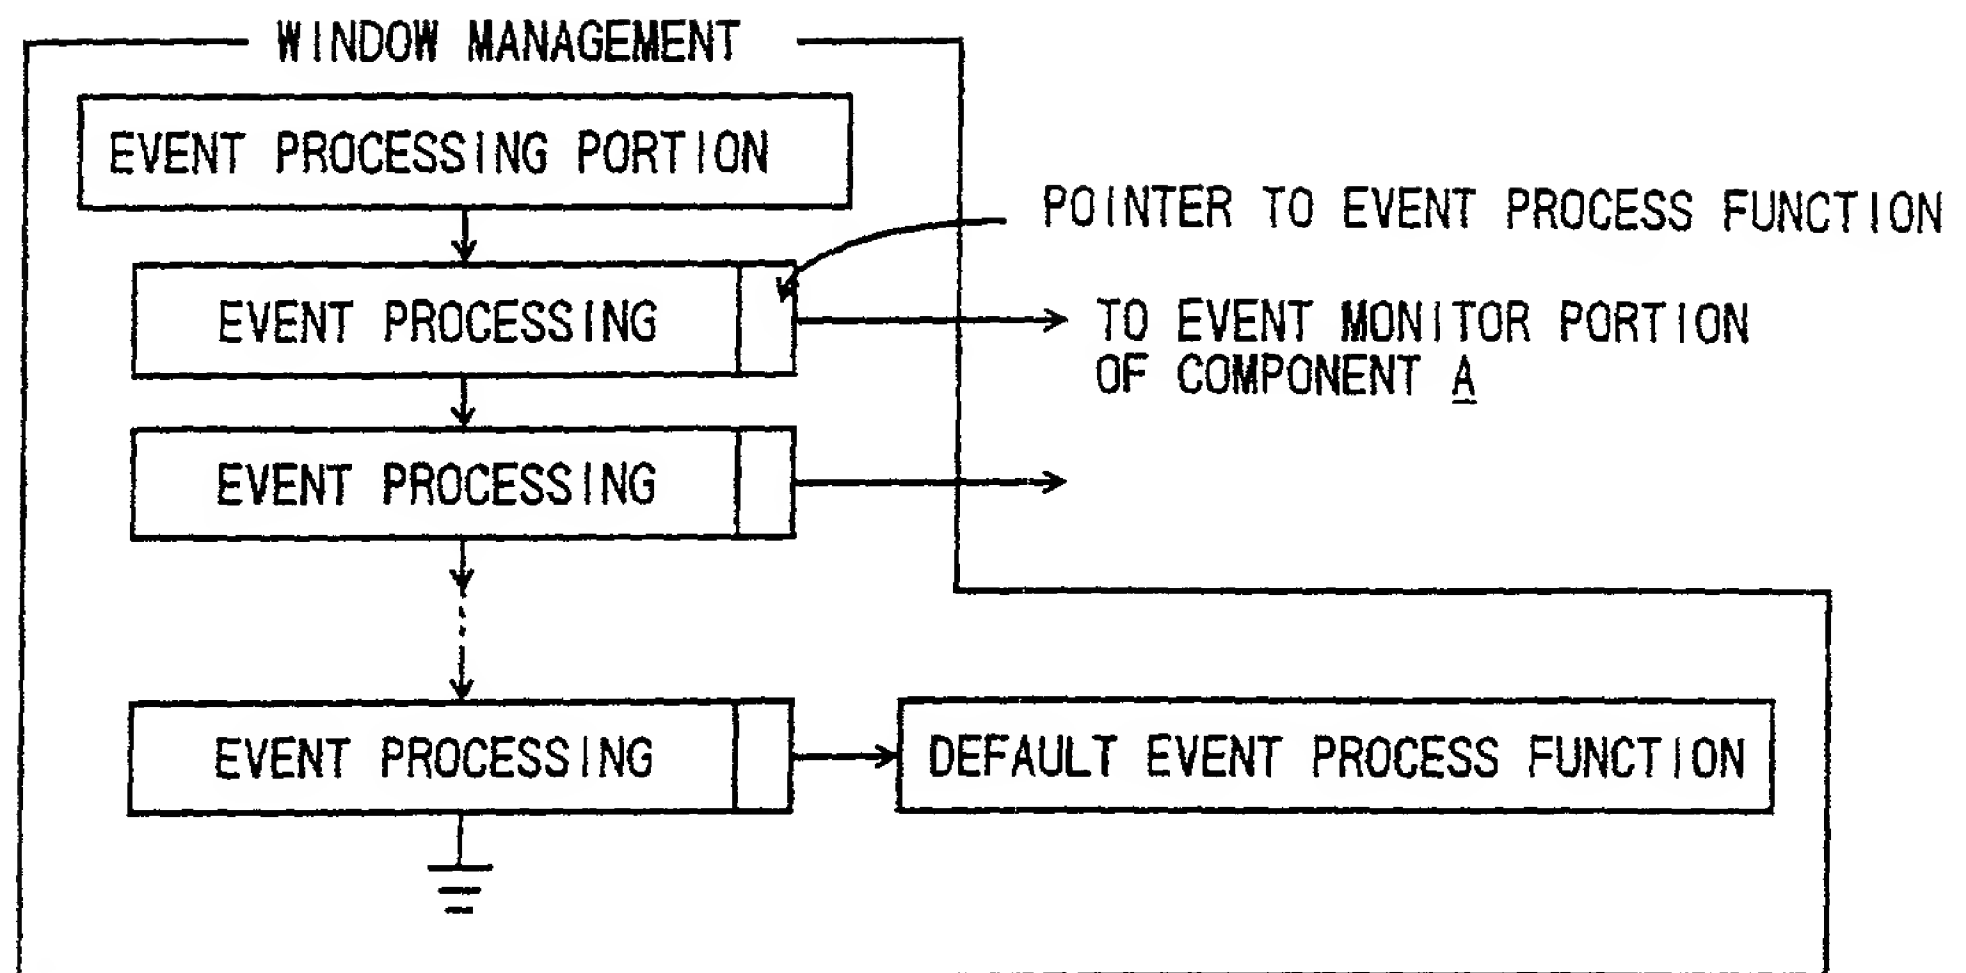 WINDOW MANAGEMENT
EVENT PROCESSING PORTION
POINTER TO EVENT PROCESS FUNCTION
EVENT PROCESSING
TO EVENT MONITOR PORTION
OF COMPONENT A
EVENT PROCESSING
EVENT PROCESSING
DEFAULT EVENT PROCESS FUNCTION